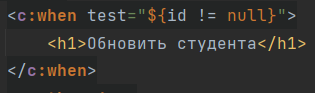 <c:when test="${id != null}">
<h1>Обновить студента</h1>
</c:when>